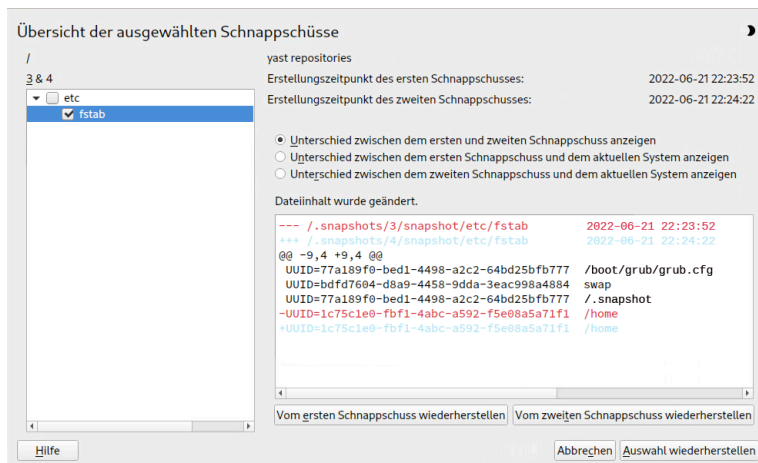 Übersicht der ausgewählten Schnappschüsse
/
yast repositories
3 & 4
Erstellungszeitpunkt des ersten Schnappschusses: 2022-06-21 22:23:52
Erstellungszeitpunkt des zweiten Schnappschusses: 2022-06-21 22:24:22
etc
fstab
Unterschied zwischen dem ersten und zweiten Schnappschuss anzeigen
Unterschied zwischen dem ersten Schnappschuss und dem aktuellen System anzeigen
Unterschied zwischen dem zweiten Schnappschuss und dem aktuellen System anzeigen
Dateiinhalt wurde geändert.
--- /.snapshots/3/snapshot/etc/fstab 2022-06-21 22:23:52
+++ /.snapshots/4/snapshot/etc/fstab 2022-06-21 22:24:22
@@ -9,4 +9,4 @@
UUID=77a189f0-bed1-4498-a2c2-64bd25bfb777 /boot/grub/grub.cfg
UUID=bdfd7604-d8a9-4458-9dda-3eac998a4884 swap
UUID=77a189f0-bed1-4498-a2c2-64bd25bfb777 /.snapshot
-UUID=1c75c1e0-fbf1-4abc-a592-f5e08a5a71f1 /home
+UUID=1c75c1e0-fbf1-4abc-a592-f5e08a5a71f1 /home
Vom ersten Schnappschuss wiederherstellen Vom zweiten Schnappschuss wiederherstellen
Hilfe Abbrechen Auswahl wiederherstellen